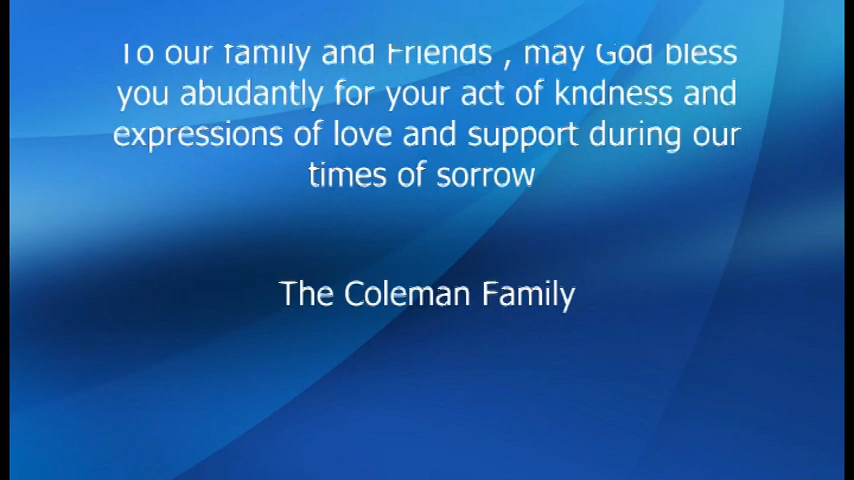 To our family and Friends , may God bless
you abudantly for your act of kndness and
expressions of love and support during our
times of sorrow
The Coleman Family